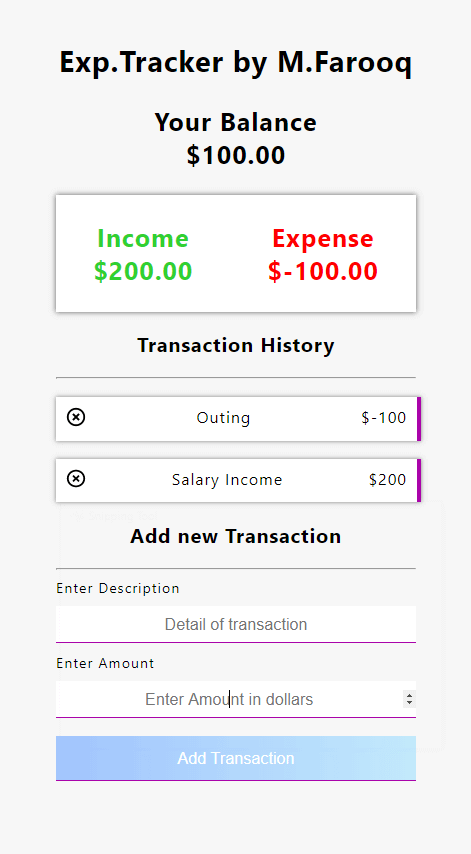 Exp.Tracker by M.Farooq
Your Balance
$100.00
Income Expense
$200.00 $-100.00
Transaction History
Outing $-100
Salary Income $200
Add new Transaction
Enter Description
Detail of transaction
Enter Amount
Enter Amount in dollars
Add Transaction